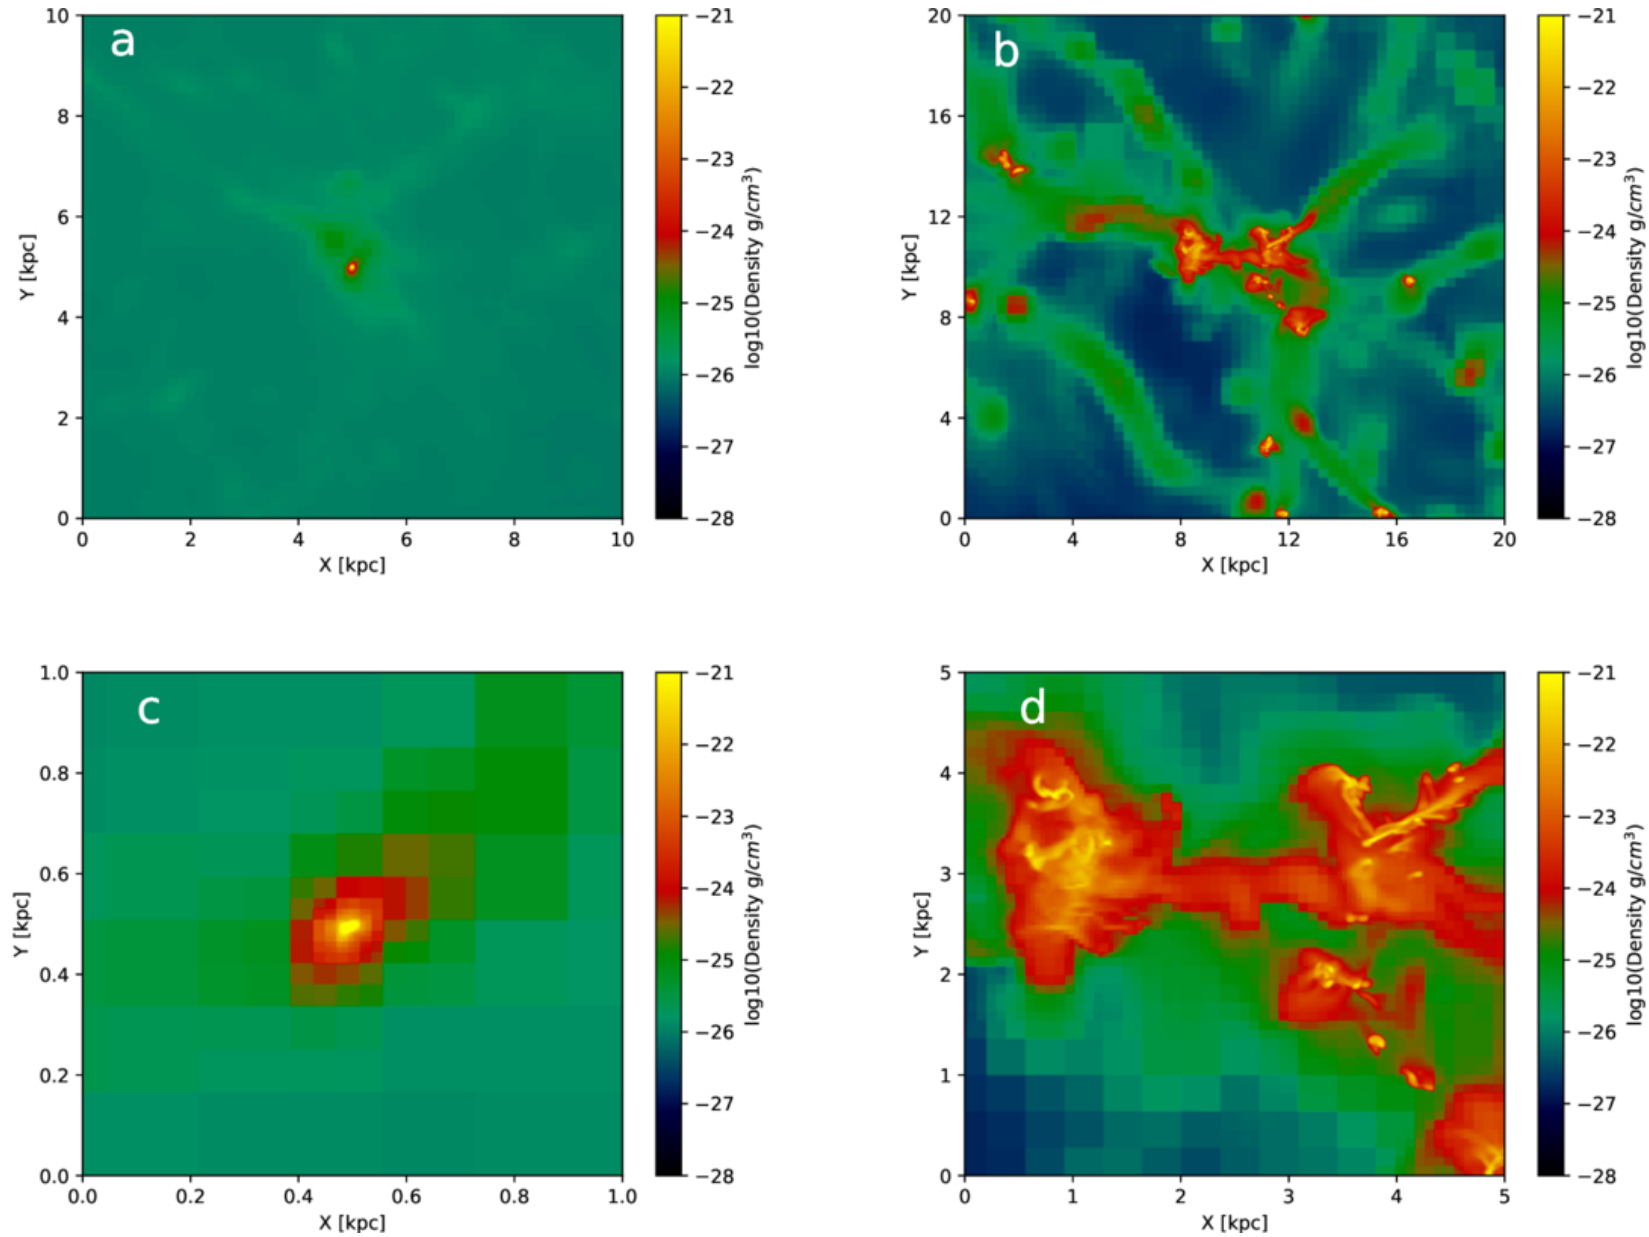 a
10
8
6
4
2
0
Y [kpc]
0 2 4 6 8 10
X [kpc]
−21
−22
−23
−24
−25
−26
−27
−28
log10(Density g/cm³)
b
20
16
12
8
4
0
Y [kpc]
0 4 8 12 16 20
X [kpc]
−21
−22
−23
−24
−25
−26
−27
−28
log10(Density g/cm³)
c
1.0
0.8
0.6
0.4
0.2
0.0
Y [kpc]
0.0 0.2 0.4 0.6 0.8 1.0
X [kpc]
−21
−22
−23
−24
−25
−26
−27
−28
log10(Density g/cm³)
d
5
4
3
2
1
0
Y [kpc]
0 1 2 3 4 5
X [kpc]
−21
−22
−23
−24
−25
−26
−27
−28
log10(Density g/cm³)